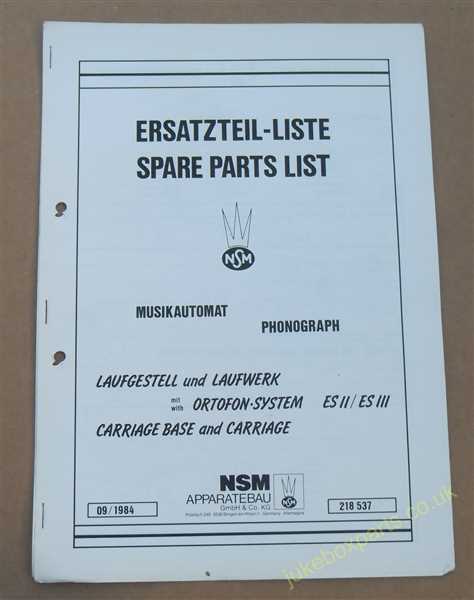 ERSATZTEIL-LISTE
SPARE PARTS LIST
NSM
MUSIKAUTOMAT
PHONOGRAPH
LAUFGESTELL und LAUFWERK
mit
with ORTOFON-SYSTEM ES II / ES III
CARRIAGE BASE and CARRIAGE
NSM
APPARATEBAU
GmbH & Co. KG
NSM
09/1984
218 537
jukeboxparts.co.uk